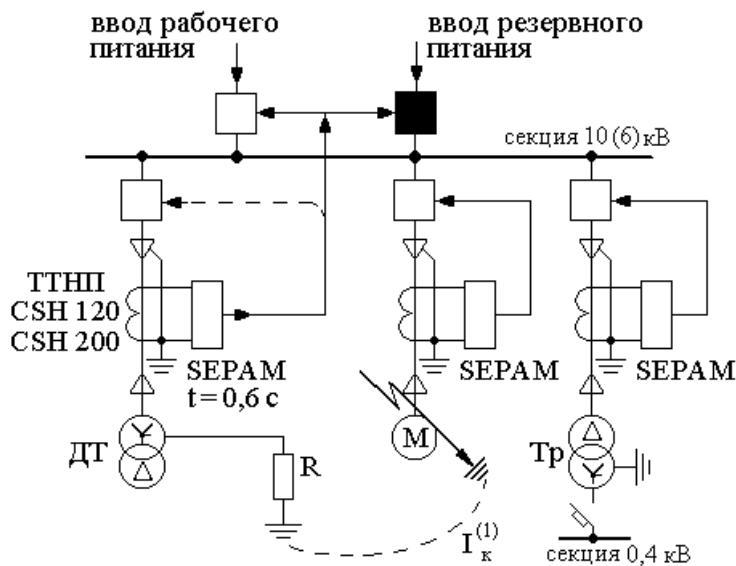 ввод рабочего
питания
ввод резервного
питания
секция 10 (6) кВ
ТТНП
CSH 120
CSH 200
SEPAM
t = 0,6 с
SEPAM
SEPAM
ДТ
R
М
Тр
I к (1)
секция 0,4 кВ